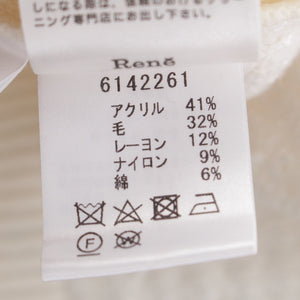 ニング専門店にお出し下さい。
René
6142261
アクリル 41%
毛 32%
レーヨン 12%
ナイロン 9%
綿 6%
F
W